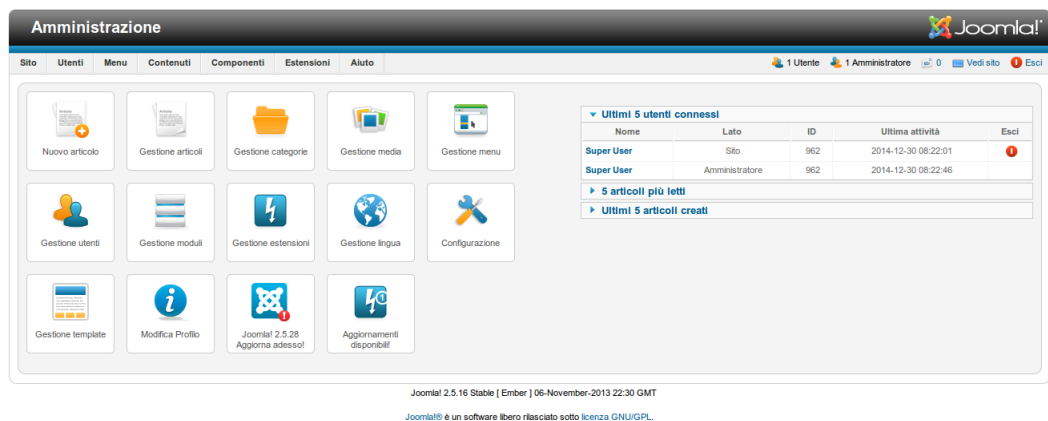 Amministrazione
Joomla!
Sito Utenti Menu Contenuti Componenti Estensioni Aiuto
1 Utente 1 Amministratore 0 Vedi sito Esci
Nuovo articolo
Gestione articoli
Gestione categorie
Gestione media
Gestione menu
Gestione utenti
Gestione moduli
Gestione estensioni
Gestione lingua
Configurazione
Gestione template
Modifica Profilo
Joomla! 2.5.28
Aggiorna adesso!
Aggiornamenti
disponibili!
Ultimi 5 utenti connessi
Nome Lato ID Ultima attività Esci
Super User Sito 962 2014-12-30 08:22:01
Super User Amministratore 962 2014-12-30 08:22:46
5 articoli più letti
Ultimi 5 articoli creati
Joomla! 2.5.16 Stable [ Ember ] 06-November-2013 22:30 GMT
Joomla!® è un software libero rilasciato sotto licenza GNU/GPL.